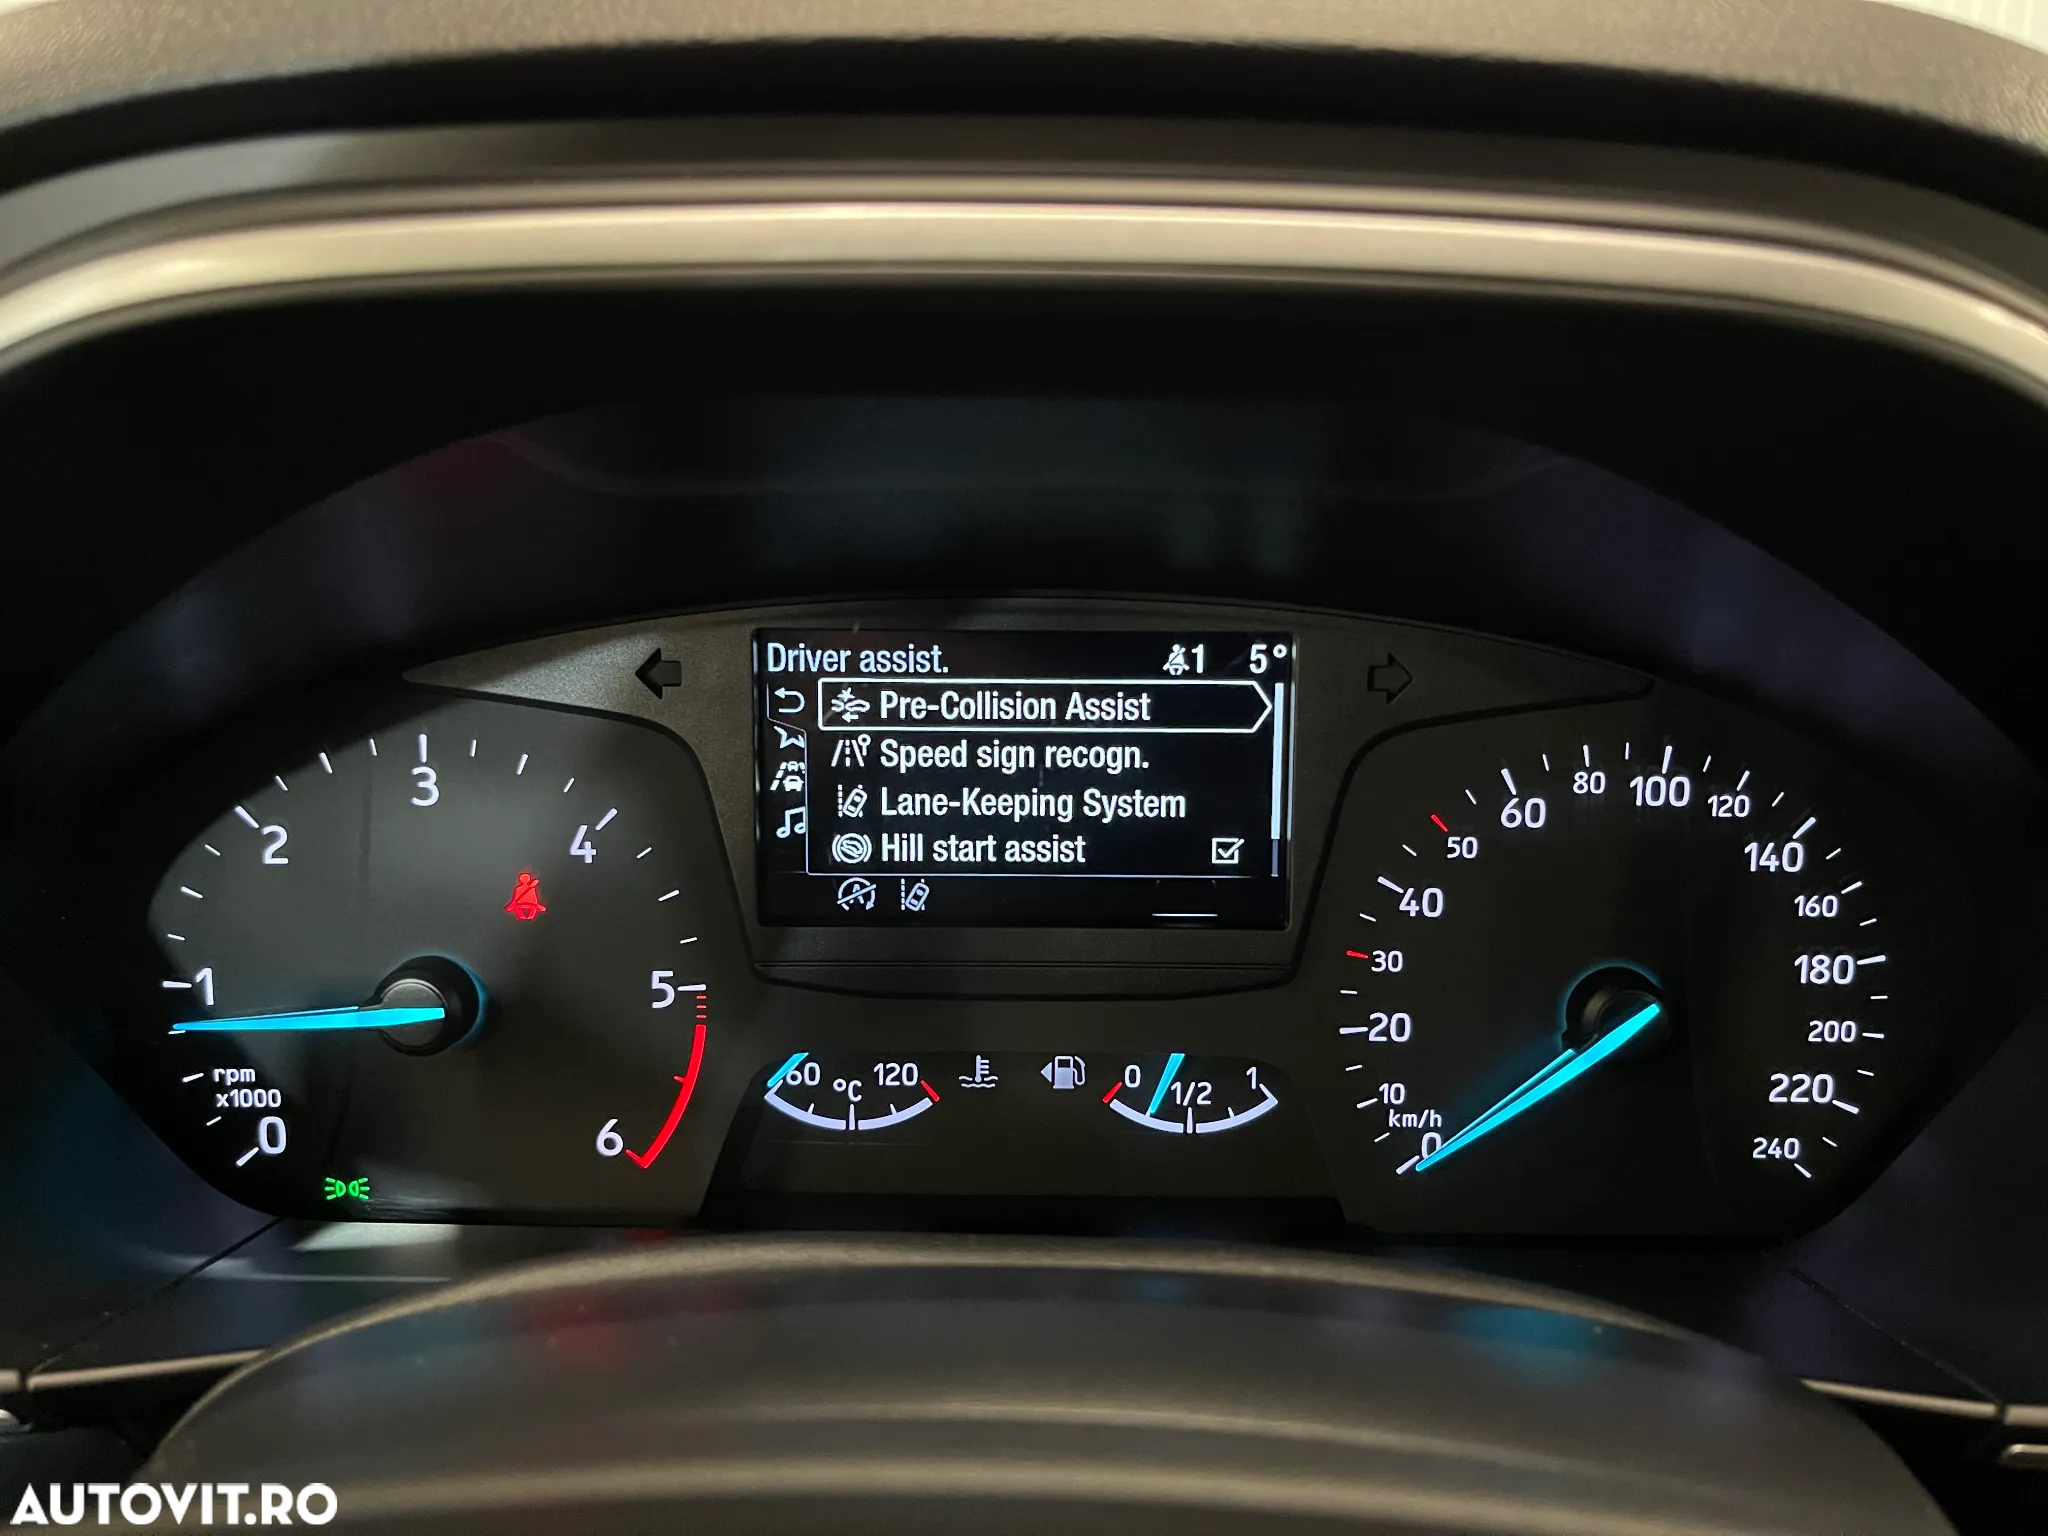 Driver assist. 1 5°
Pre-Collision Assist
Speed sign recogn.
Lane-Keeping System
Hill start assist
0 1 2 3 4 5 6
rpm
x1000
60 °C 120
0 1/2 1
0 10 20 30 40 50 60 80 100 120 140 160 180 200 220 240
km/h
AUTOVIT.RO